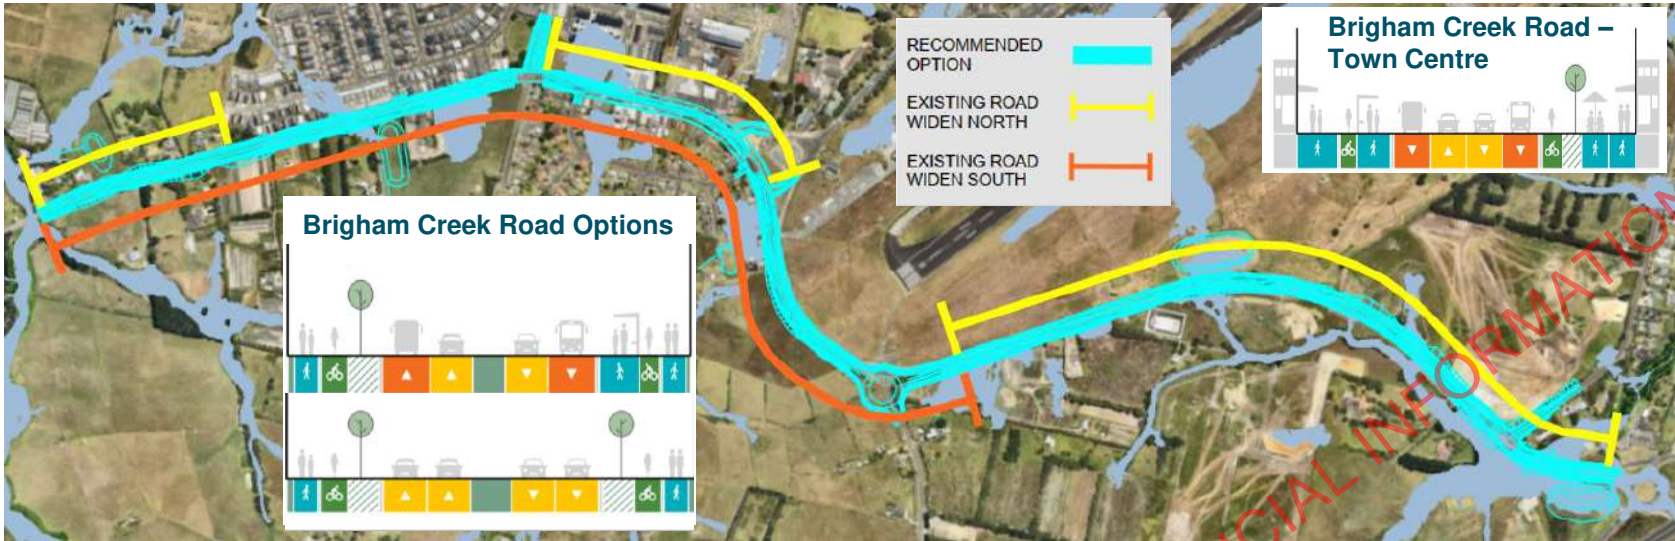 RECOMMENDED
OPTION
EXISTING ROAD
WIDEN NORTH
EXISTING ROAD
WIDEN SOUTH
Brigham Creek Road –
Town Centre
Brigham Creek Road Options
CIAL INFORMATION